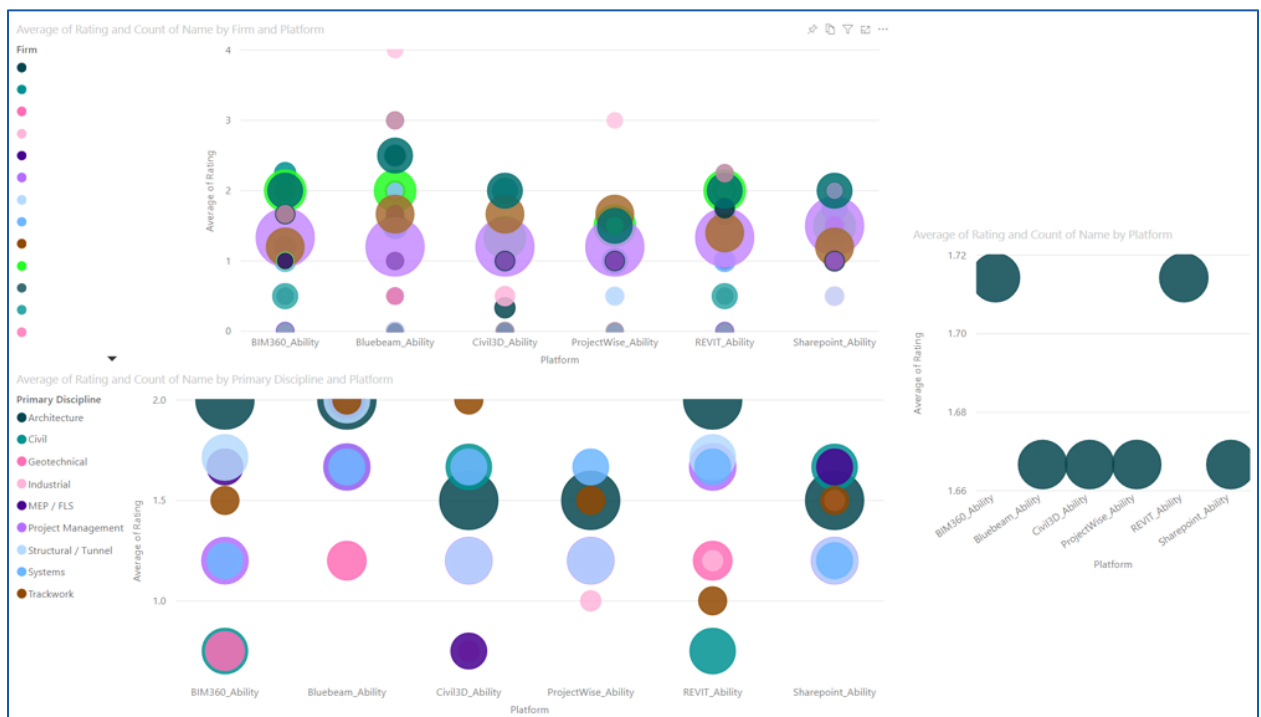 Average of Rating and Count of Name by Firm and Platform
Firm
Average of Rating
4
3
2
1
0
BIM360_Ability
Bluebeam_Ability
Civil3D_Ability
ProjectWise_Ability
REVIT_Ability
Sharepoint_Ability
Platform
Average of Rating and Count of Name by Primary Discipline and Platform
Primary Discipline
Architecture
Civil
Geotechnical
Industrial
MEP / FLS
Project Management
Structural / Tunnel
Systems
Trackwork
Average of Rating
2.0
1.5
1.0
BIM360_Ability
Bluebeam_Ability
Civil3D_Ability
ProjectWise_Ability
REVIT_Ability
Sharepoint_Ability
Platform
Average of Rating and Count of Name by Platform
Average of Rating
1.72
1.70
1.68
1.66
BIM360_Ability
Bluebeam_Ability
Civil3D_Ability
ProjectWise_Ability
REVIT_Ability
Sharepoint_Ability
Platform